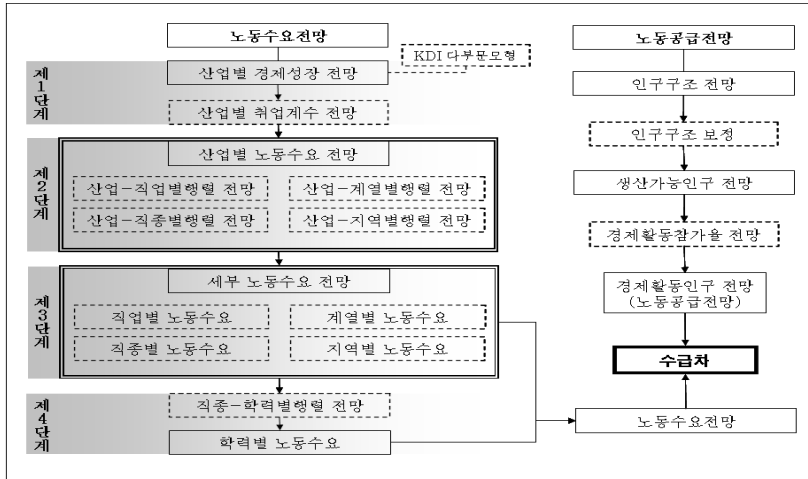 노동수요전망
KDI 다부문모형
제1단계
산업별 경제성장 전망
산업별 취업계수 전망
제2단계
산업별 노동수요 전망
산업-직업별행렬 전망
산업-계열별행렬 전망
산업-직종별행렬 전망
산업-지역별행렬 전망
제3단계
세부 노동수요 전망
직업별 노동수요
계열별 노동수요
직종별 노동수요
지역별 노동수요
제4단계
직종-학력별행렬 전망
학력별 노동수요
노동공급전망
인구구조 전망
인구구조 보정
생산가능인구 전망
경제활동참가율 전망
경제활동인구 전망
(노동공급전망)
수급차
노동수요전망